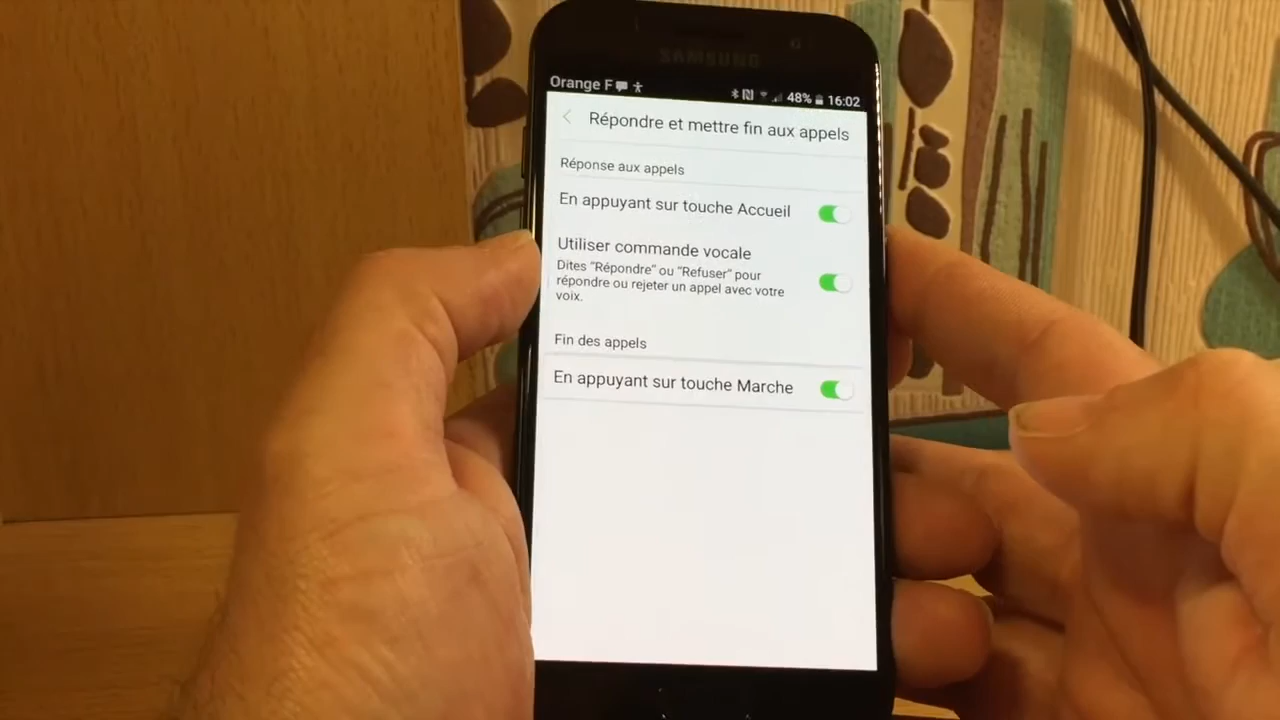 SAMSUNG
Orange F 48% 16:02
Répondre et mettre fin aux appels
Réponse aux appels
En appuyant sur touche Accueil
Utiliser commande vocale
Dites "Répondre" ou "Refuser" pour
répondre ou rejeter un appel avec votre
voix.
Fin des appels
En appuyant sur touche Marche